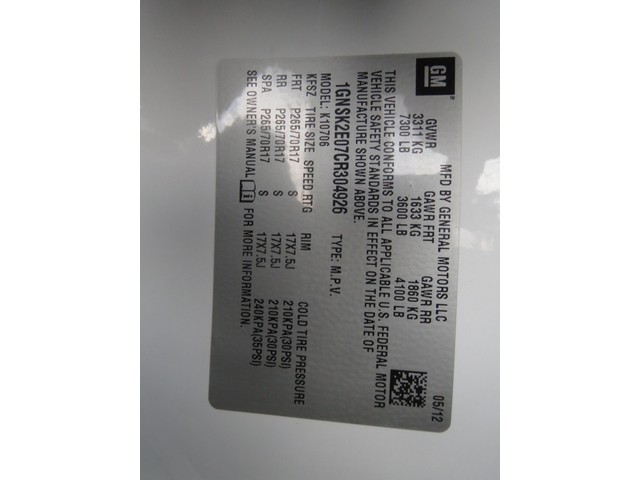 GM ® MFD BY GENERAL MOTORS LLC 05/12
GVWR GAWR FRT GAWR RR
3311 KG 1633 KG 1860 KG
7300 LB 3600 LB 4100 LB
THIS VEHICLE CONFORMS TO ALL APPLICABLE U.S. FEDERAL MOTOR
VEHICLE SAFETY STANDARDS IN EFFECT ON THE DATE OF
MANUFACTURE SHOWN ABOVE.
1GNSK2E07CR304926 TYPE: M.P.V.
MODEL: K10706
KFSZ TIRE SIZE SPEED RTG RIM COLD TIRE PRESSURE
FRT P265/70R17 S 17X7.5J 210KPA(30PSI)
RR P265/70R17 S 17X7.5J 210KPA(30PSI)
SPA P265/70R17 S 17X7.5J 240KPA(35PSI)
SEE OWNER'S MANUAL FOR MORE INFORMATION.